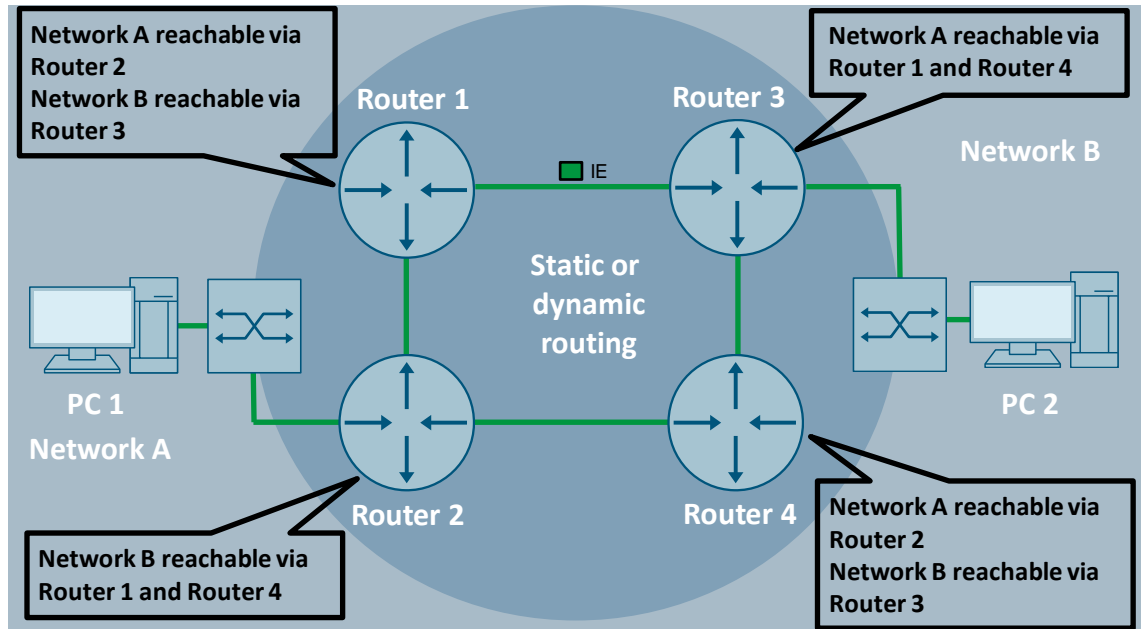 Network A reachable via
Router 2
Network B reachable via
Router 3
Network A reachable via
Router 1 and Router 4
Router 1
Router 3
Network B
IE
Static or
dynamic
routing
PC 1
Network A
PC 2
Router 2
Router 4
Network B reachable via
Router 1 and Router 4
Network A reachable via
Router 2
Network B reachable via
Router 3